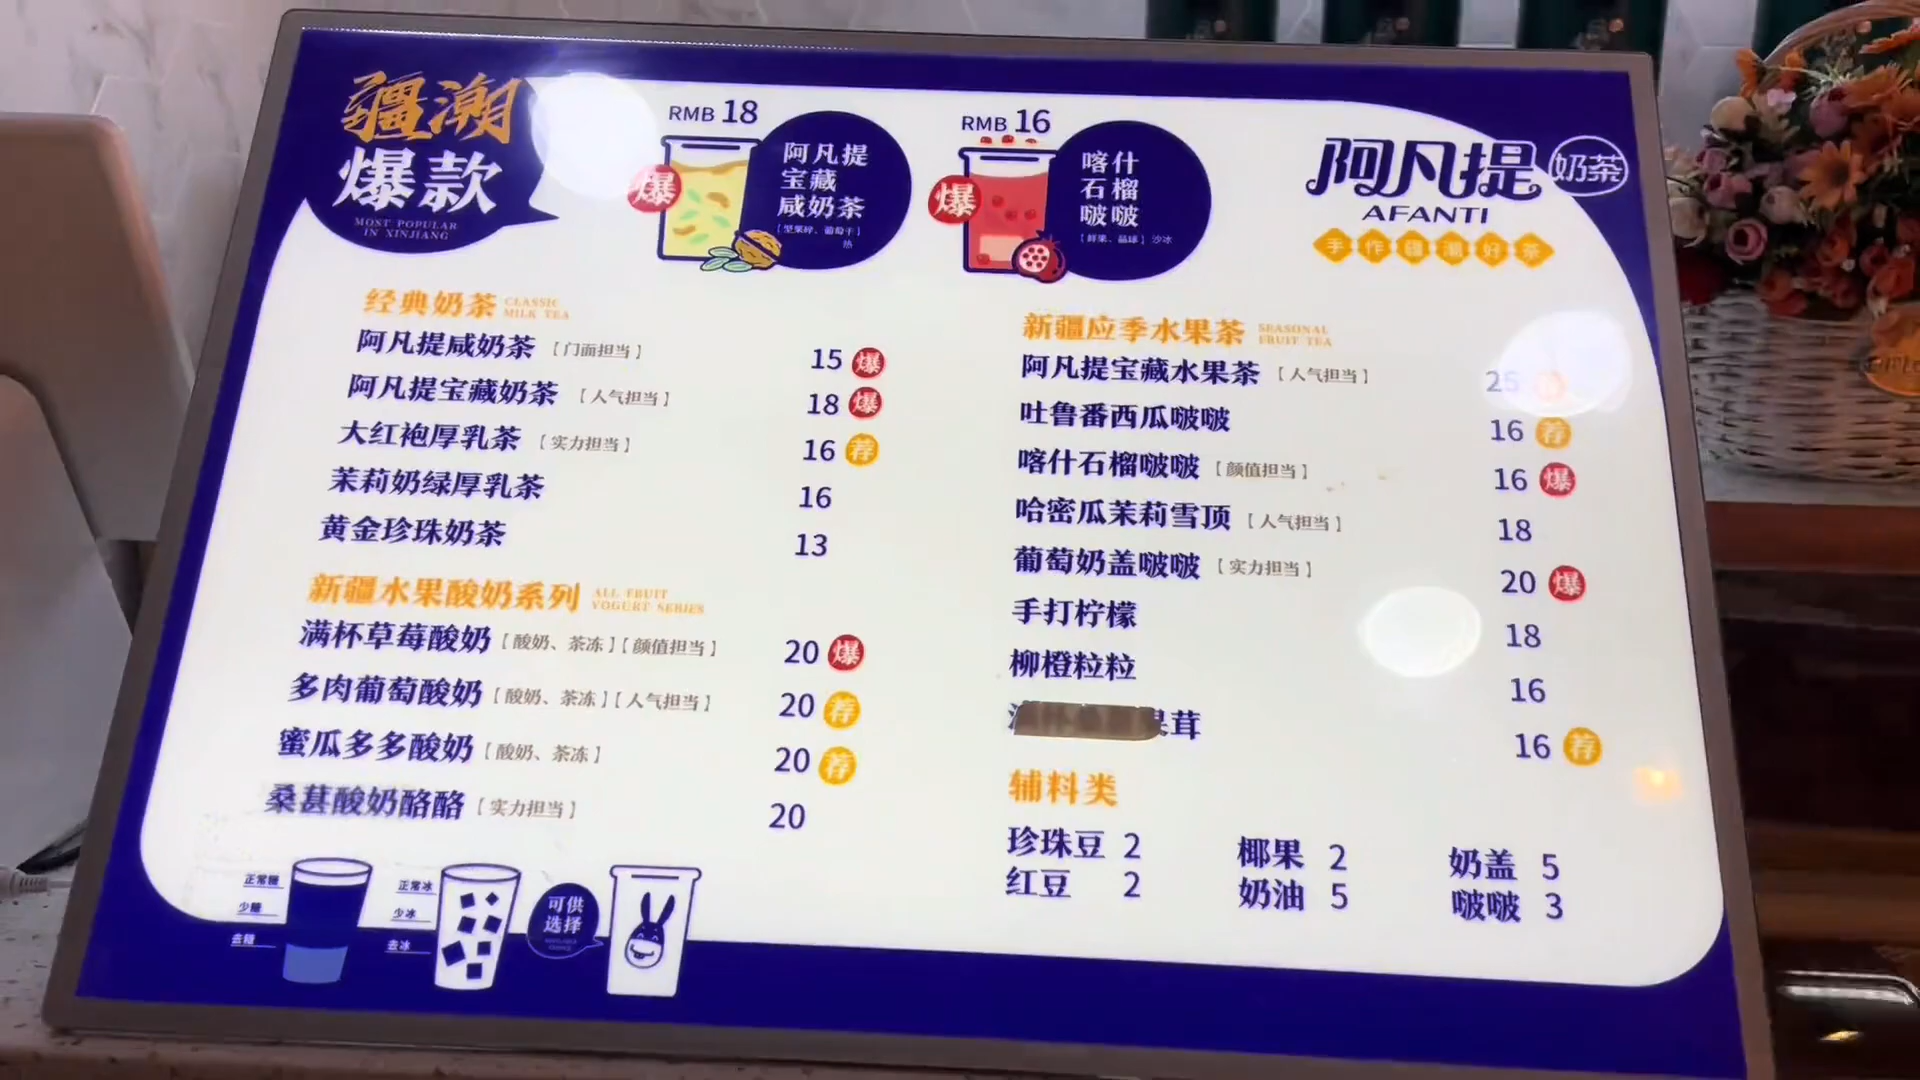 疆潮
爆款
MOST POPULAR
IN XINJIANG
RMB 18
爆
阿凡提
宝藏
咸奶茶
【坚果碎、葡萄干】
热
RMB 16
爆
喀什
石榴
啵啵
【鲜果、晶球】 沙冰
阿凡提 奶茶
AFANTI
手作疆潮好茶
经典奶茶 CLASSIC
MILK TEA
阿凡提咸奶茶 【门面担当】 15 爆
阿凡提宝藏奶茶 【人气担当】 18 爆
大红袍厚乳茶 【实力担当】 16 荐
茉莉奶绿厚乳茶 16
黄金珍珠奶茶 13
新疆水果酸奶系列 ALL FRUIT
YOGURT SERIES
满杯草莓酸奶 【酸奶、茶冻】【颜值担当】 20 爆
多肉葡萄酸奶 【酸奶、茶冻】【人气担当】 20 荐
蜜瓜多多酸奶 【酸奶、茶冻】 20 荐
桑葚酸奶酪酪 【实力担当】 20
新疆应季水果茶 SEASONAL
FRUIT TEA
阿凡提宝藏水果茶 【人气担当】 25
吐鲁番西瓜啵啵 16 荐
喀什石榴啵啵 【颜值担当】 16 爆
哈密瓜茉莉雪顶 【人气担当】 18
葡萄奶盖啵啵 【实力担当】 20 爆
手打柠檬 18
柳橙粒粒 16
果茸 16 荐
辅料类
珍珠豆 2 椰果 2 奶盖 5
红豆 2 奶油 5 啵啵 3
正常糖
少糖
去糖
正常冰
少冰
去冰
可供
选择